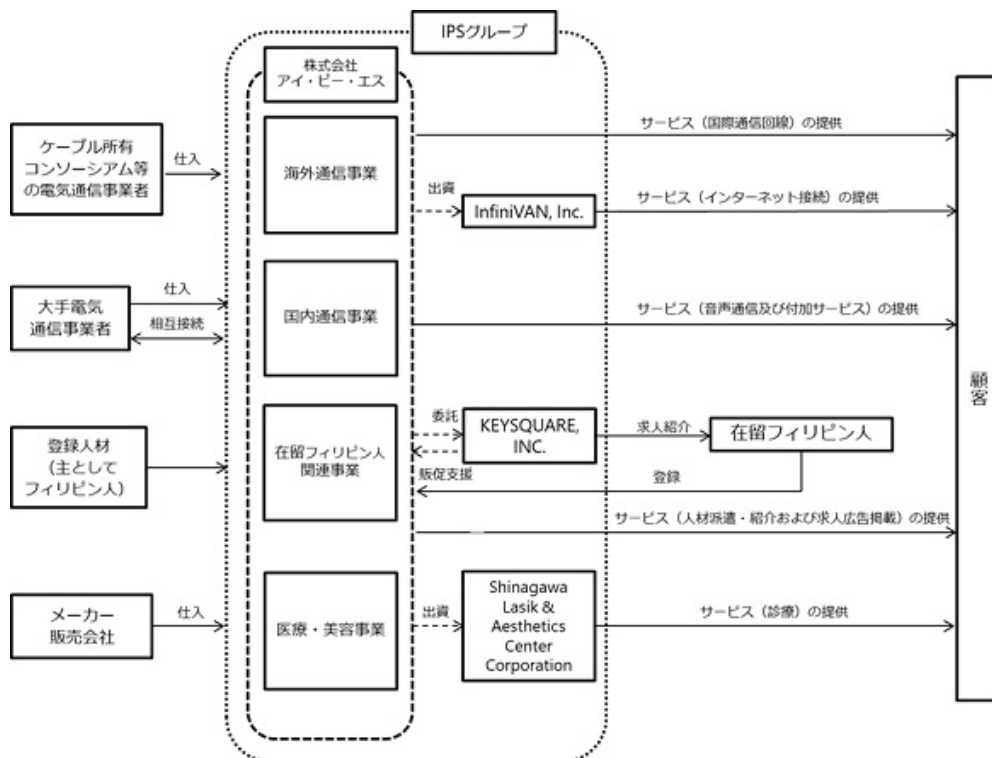 IPSグループ
株式会社
アイ・ピー・エス
ケーブル所有
コンソーシアム等
の電気通信事業者
仕入
海外通信事業
サービス（国際通信回線）の提供
出資
InfiniVAN, Inc.
サービス（インターネット接続）の提供
大手電気
通信事業者
仕入
相互接続
国内通信事業
サービス（音声通信及び付加サービス）の提供
顧客
登録人材
（主として
フィリピン人）
在留フィリピン人
関連事業
委託
KEYSQUARE,
INC.
求人紹介
在留フィリピン人
販促支援
登録
サービス（人材派遣・紹介および求人広告掲載）の提供
メーカー
販売会社
仕入
医療・美容事業
出資
Shinagawa
Lasik &
Aesthetics
Center
Corporation
サービス（診療）の提供